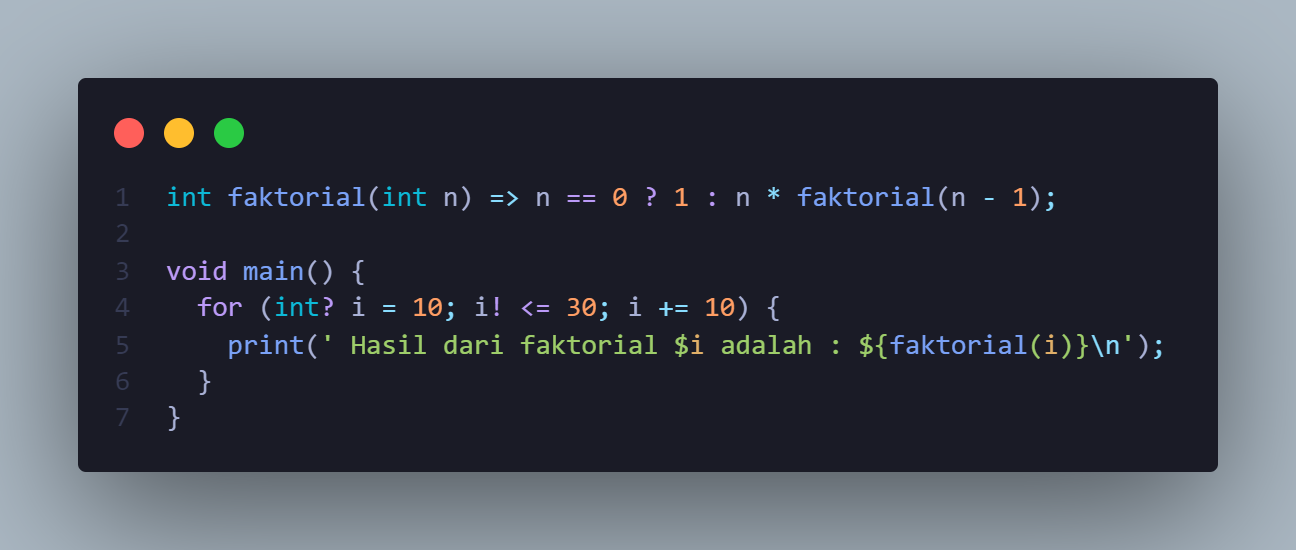 1 int faktorial(int n) => n == 0 ? 1 : n * faktorial(n - 1);
2
3 void main() {
4   for (int? i = 10; i! <= 30; i += 10) {
5     print(' Hasil dari faktorial $i adalah : ${faktorial(i)}\n');
6   }
7 }